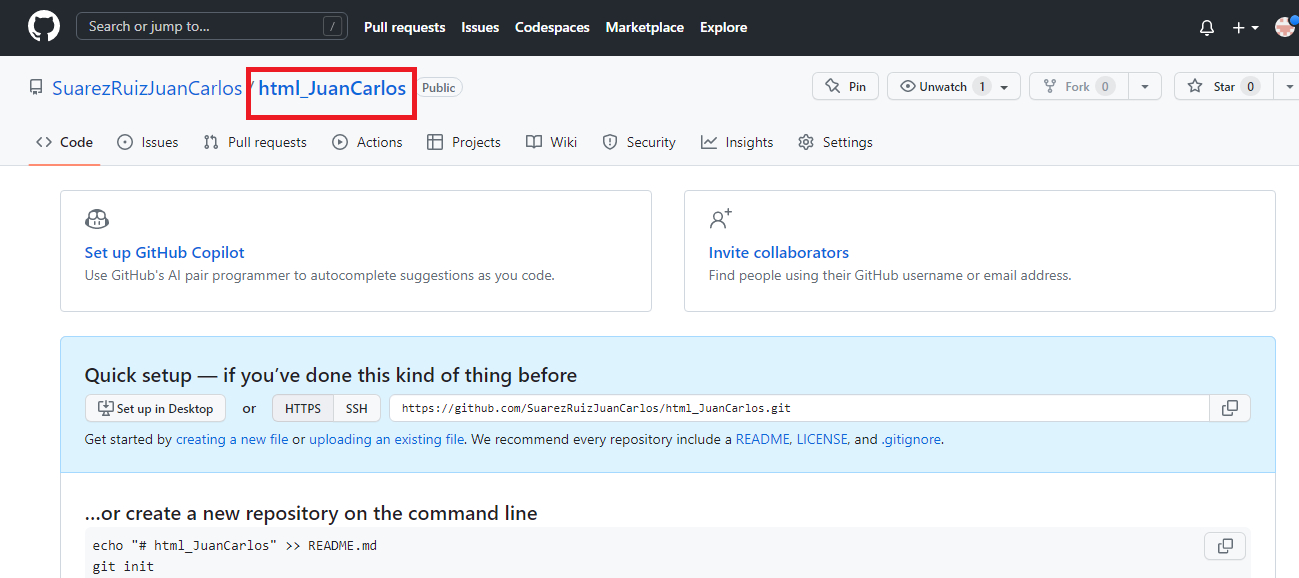 Search or jump to... /
Pull requests Issues Codespaces Marketplace Explore
SuarezRuizJuanCarlos / html_JuanCarlos Public
Pin Unwatch 1 Fork 0 Star 0
Code Issues Pull requests Actions Projects Wiki Security Insights Settings
Set up GitHub Copilot
Use GitHub's AI pair programmer to autocomplete suggestions as you code.
Invite collaborators
Find people using their GitHub username or email address.
Quick setup — if you’ve done this kind of thing before
Set up in Desktop or HTTPS SSH https://github.com/SuarezRuizJuanCarlos/html_JuanCarlos.git
Get started by creating a new file or uploading an existing file. We recommend every repository include a README, LICENSE, and .gitignore.
…or create a new repository on the command line
echo "# html_JuanCarlos" >> README.md
git init